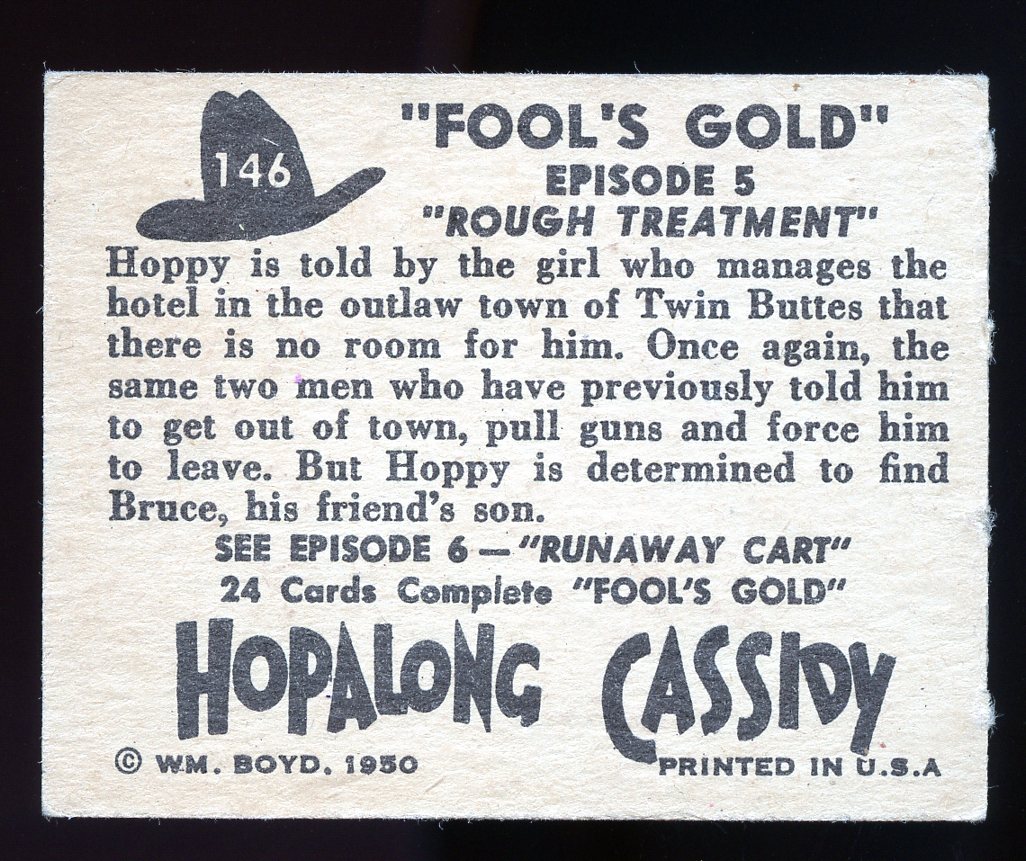 146
"FOOL'S GOLD"
EPISODE 5
"ROUGH TREATMENT"
Hoppy is told by the girl who manages the
hotel in the outlaw town of Twin Buttes that
there is no room for him. Once again, the
same two men who have previously told him
to get out of town, pull guns and force him
to leave. But Hoppy is determined to find
Bruce, his friend's son.
SEE EPISODE 6 — "RUNAWAY CART"
24 Cards Complete "FOOL'S GOLD"
HOPALONG CASSIDY
© WM. BOYD. 1950 PRINTED IN U.S.A